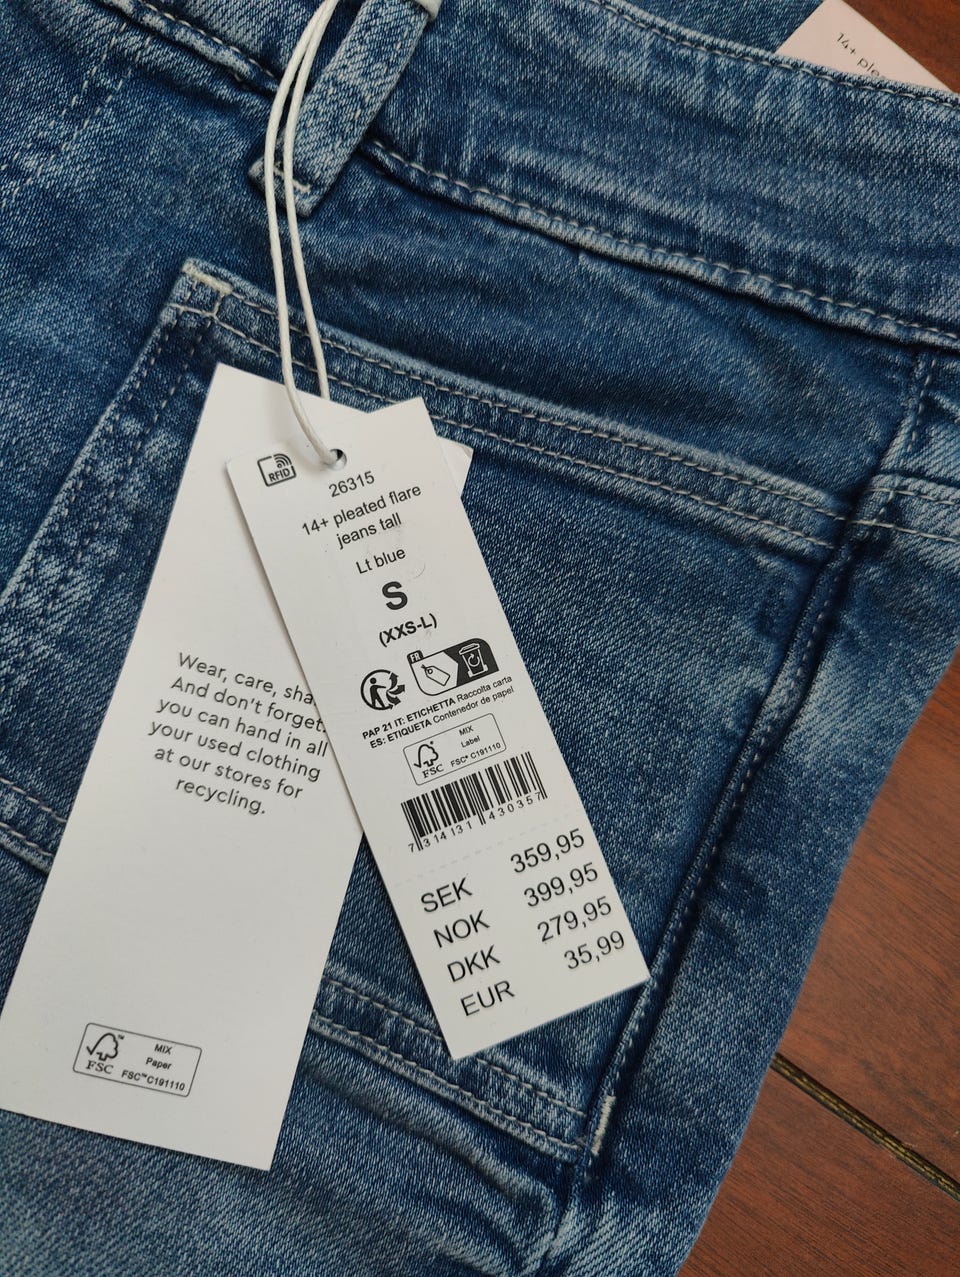 14+ plea
RFID
26315
14+ pleated flare
jeans tall
Lt blue
S
(XXS-L)
FR
PAP 21 IT: ETICHETTA Raccolta carta
ES: ETIQUETA Contenedor de papel
FSC
MIX
Label
FSC® C191110
7 314131 430357
SEK 359,95
NOK 399,95
DKK 279,95
EUR 35,99
Wear, care, sha
And don't forget
you can hand in all
your used clothing
at our stores for
recycling.
FSC™
MIX
Paper
FSC™C191110